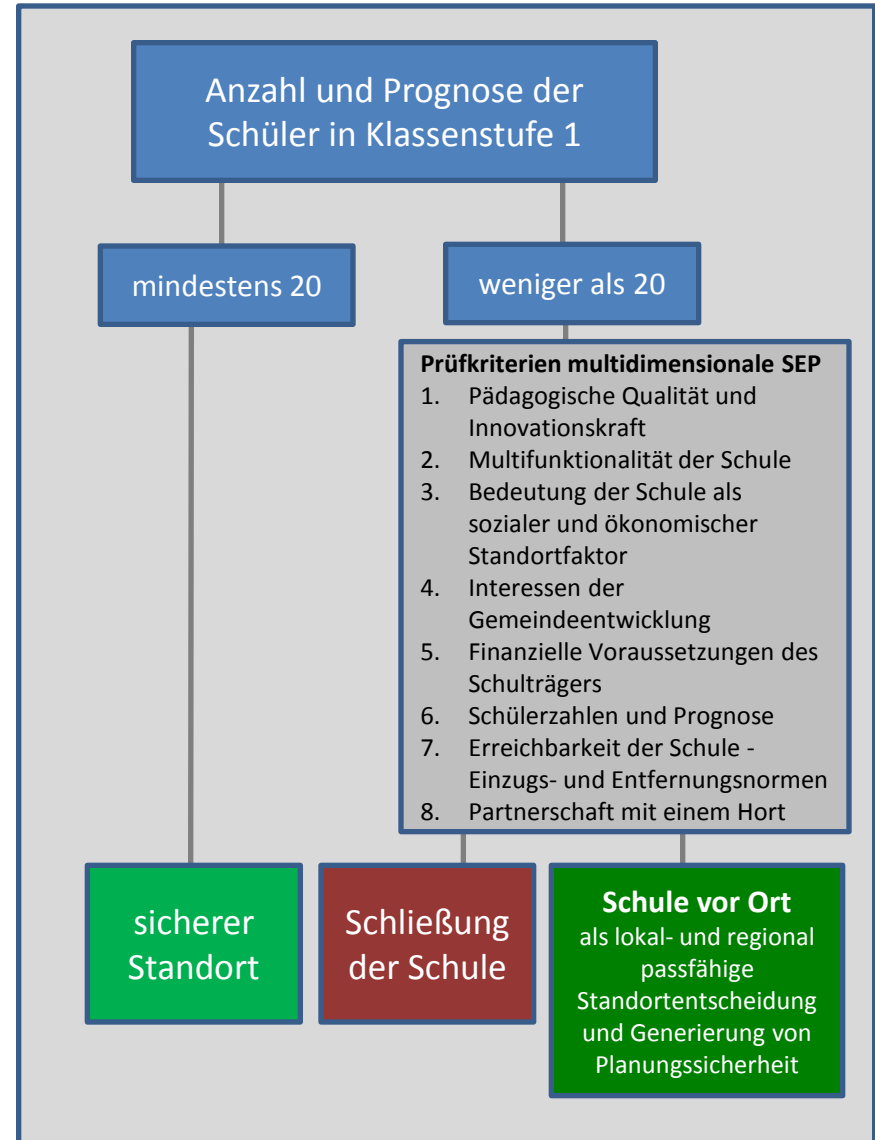 Anzahl und Prognose der
Schüler in Klassenstufe 1
mindestens 20
weniger als 20
Prüfkriterien multidimensionale SEP
1. Pädagogische Qualität und
Innovationskraft
2. Multifunktionalität der Schule
3. Bedeutung der Schule als
sozialer und ökonomischer
Standortfaktor
4. Interessen der
Gemeindeentwicklung
5. Finanzielle Voraussetzungen des
Schulträgers
6. Schülerzahlen und Prognose
7. Erreichbarkeit der Schule -
Einzugs- und Entfernungsnormen
8. Partnerschaft mit einem Hort
sicherer
Standort
Schließung
der Schule
Schule vor Ort
als lokal- und regional
passfähige
Standortentscheidung
und Generierung von
Planungssicherheit